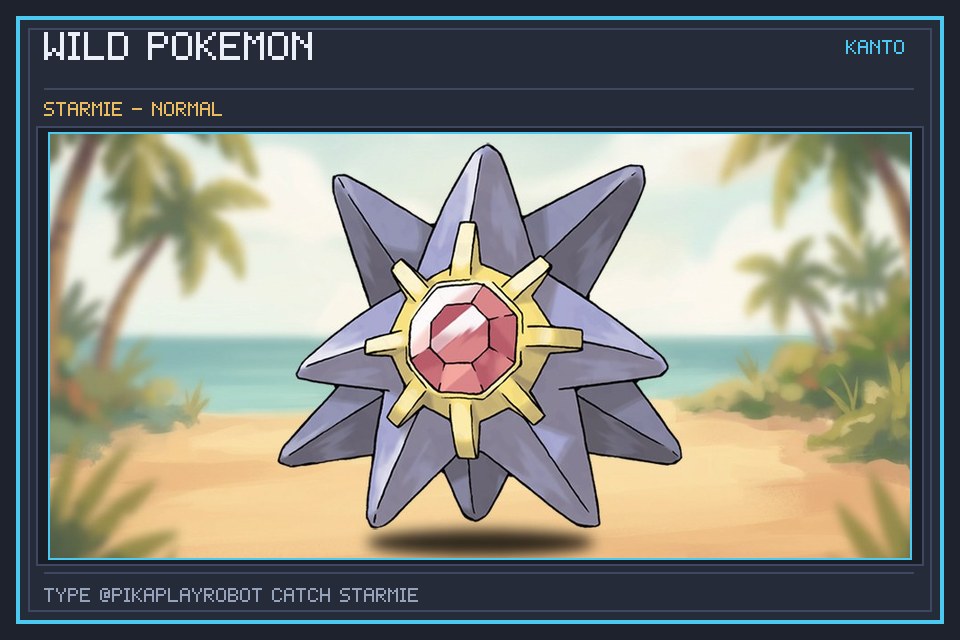 WILD POKEMON
KANTO
STARMIE - NORMAL
TYPE @PIKAPLAYROBOT CATCH STARMIE